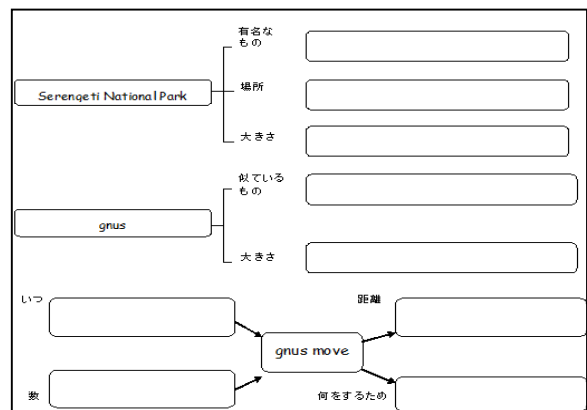 有名な
もの
Serengeti National Park
場所
大きさ
似ている
もの
gnus
大きさ
いつ
距離
gnus move
数
何をするため